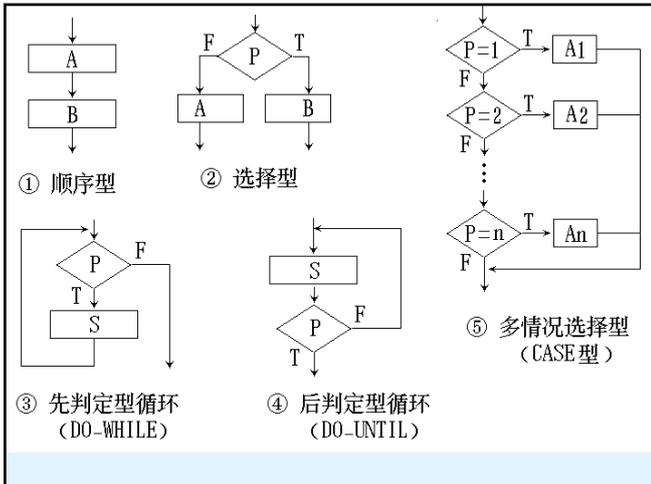 A
B
① 顺序型
F
T
P
A
B
② 选择型
P
F
T
S
③ 先判定型循环
(DO-WHILE)
S
P
F
T
④ 后判定型循环
(DO-UNTIL)
P=1
T
A1
F
P=2
T
A2
F
P=n
T
An
F
⑤ 多情况选择型
(CASE型)